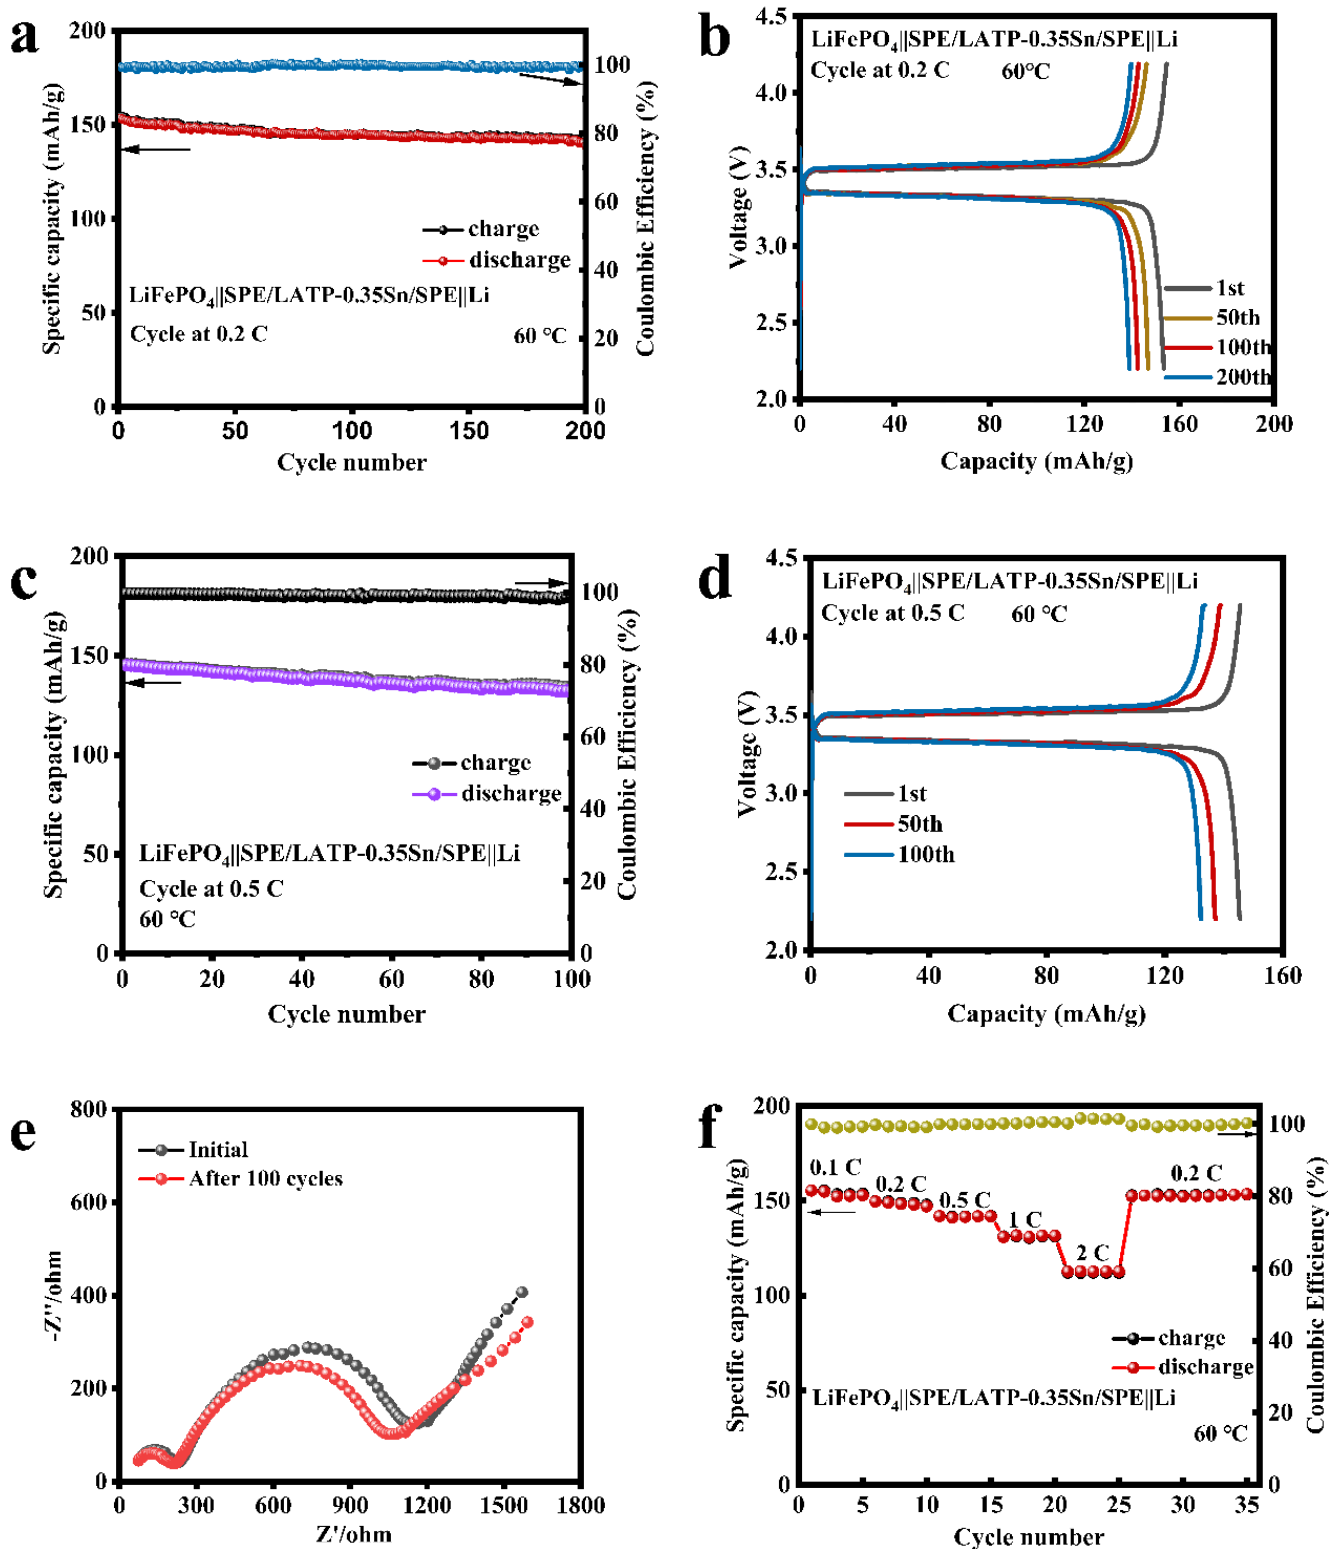 a
200
150
100
50
0
Specific capacity (mAh/g)
100
80
60
40
20
0
Coulombic Efficiency (%)
charge
discharge
LiFePO4||SPE/LATP-0.35Sn/SPE||Li
Cycle at 0.2 C 60 °C
0 50 100 150 200
Cycle number
b
4.5
4.0
3.5
3.0
2.5
2.0
Voltage (V)
LiFePO4||SPE/LATP-0.35Sn/SPE||Li
Cycle at 0.2 C 60°C
1st
50th
100th
200th
0 40 80 120 160 200
Capacity (mAh/g)
c
200
150
100
50
0
Specific capacity (mAh/g)
100
80
60
40
20
0
Coulombic Efficiency (%)
charge
discharge
LiFePO4||SPE/LATP-0.35Sn/SPE||Li
Cycle at 0.5 C
60 °C
0 20 40 60 80 100
Cycle number
d
4.5
4.0
3.5
3.0
2.5
2.0
Voltage (V)
LiFePO4||SPE/LATP-0.35Sn/SPE||Li
Cycle at 0.5 C 60 °C
1st
50th
100th
0 40 80 120 160
Capacity (mAh/g)
e
800
600
400
200
0
-Z''/ohm
Initial
After 100 cycles
0 300 600 900 1200 1500 1800
Z'/ohm
f
200
150
100
50
0
Specific capacity (mAh/g)
100
80
60
40
20
0
Coulombic Efficiency (%)
0.1 C
0.2 C
0.5 C
1 C
2 C
0.2 C
charge
discharge
LiFePO4||SPE/LATP-0.35Sn/SPE||Li
60 °C
0 5 10 15 20 25 30 35
Cycle number